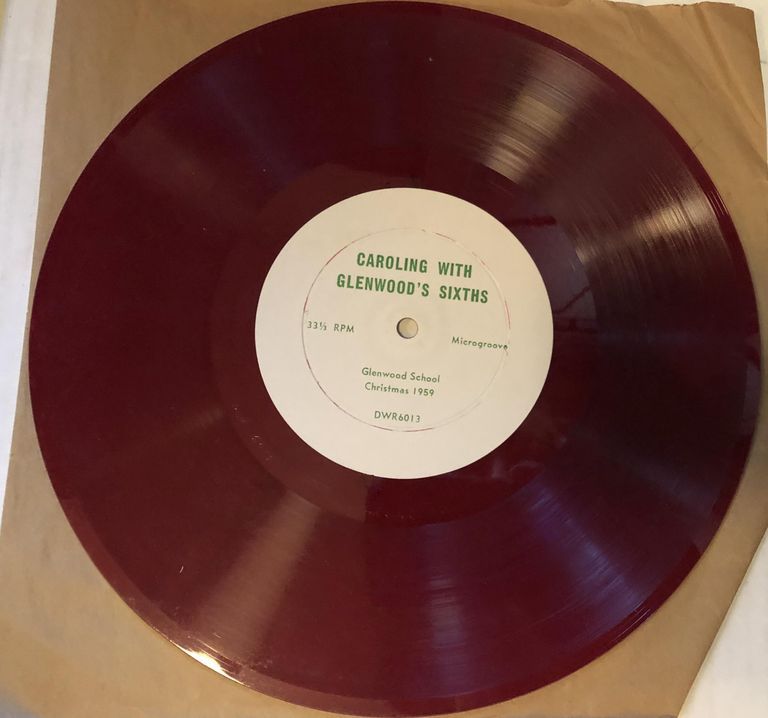 CAROLING WITH
GLENWOOD'S SIXTHS
33⅓ RPM
Microgroove
Glenwood School
Christmas 1959
DWR6013